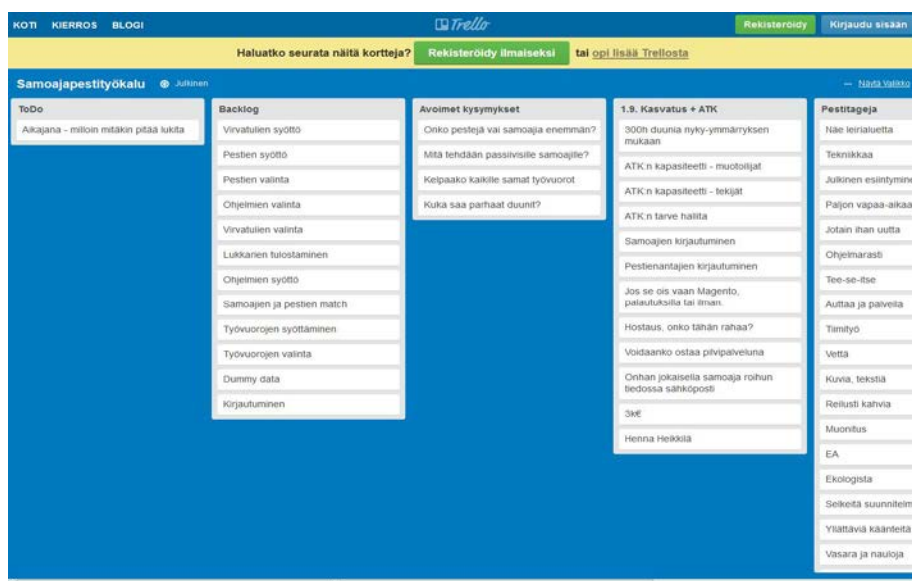 KOTI KIERROS BLOGI Trello Rekisteröidy Kirjaudu sisään
Haluatko seurata näitä kortteja? Rekisteröidy ilmaiseksi tai opi lisää Trellosta
Samoajapestityökalu Julkinen Näytä Valikko
ToDo
Aikajana - milloin mitäkin pitää lukita
Backlog
Virvatulien syöttö
Pestien syöttö
Pestien valinta
Ohjelmien valinta
Virvatulien valinta
Lukkarien tulostaminen
Ohjelmien syöttö
Samoajien ja pestien match
Työvuorojen syöttäminen
Työvuorojen valinta
Dummy data
Kirjautuminen
Avoimet kysymykset
Onko pestejä vai samoajia enemmän?
Mitä tehdään passiivisille samoajille?
Kelpaako kaikille samat työvuorot
Kuka saa parhaat duunit?
1.9. Kasvatus + ATK
300h duunia nyky-ymmärryksen
mukaan
ATK:n kapasiteetti - muotoilijat
ATK:n kapasiteetti - tekijät
ATK:n tarve hallita
Samoajien kirjautuminen
Pestienantajien kirjautuminen
Jos se ois vaan Magento,
palautuksilla tai ilman.
Hostaus, onko tähän rahaa?
Voidaanko ostaa pilvipalveluna
Onhan jokaisella samoaja roihun
tiedossa sähköposti
3k€
Henna Heikkilä
Pestitageja
Näe leirialuetta
Tekniikkaa
Julkinen esiintymine
Paljon vapaa-aikaa
Jotain ihan uutta
Ohjelmarasti
Tee-se-itse
Auttaa ja palvella
Tiimityö
Vettä
Kuvia, tekstiä
Reilusti kahvia
Muonitus
EA
Ekologista
Selkeitä suunnitelm
Yllättäviä käänteitä
Vasara ja nauloja